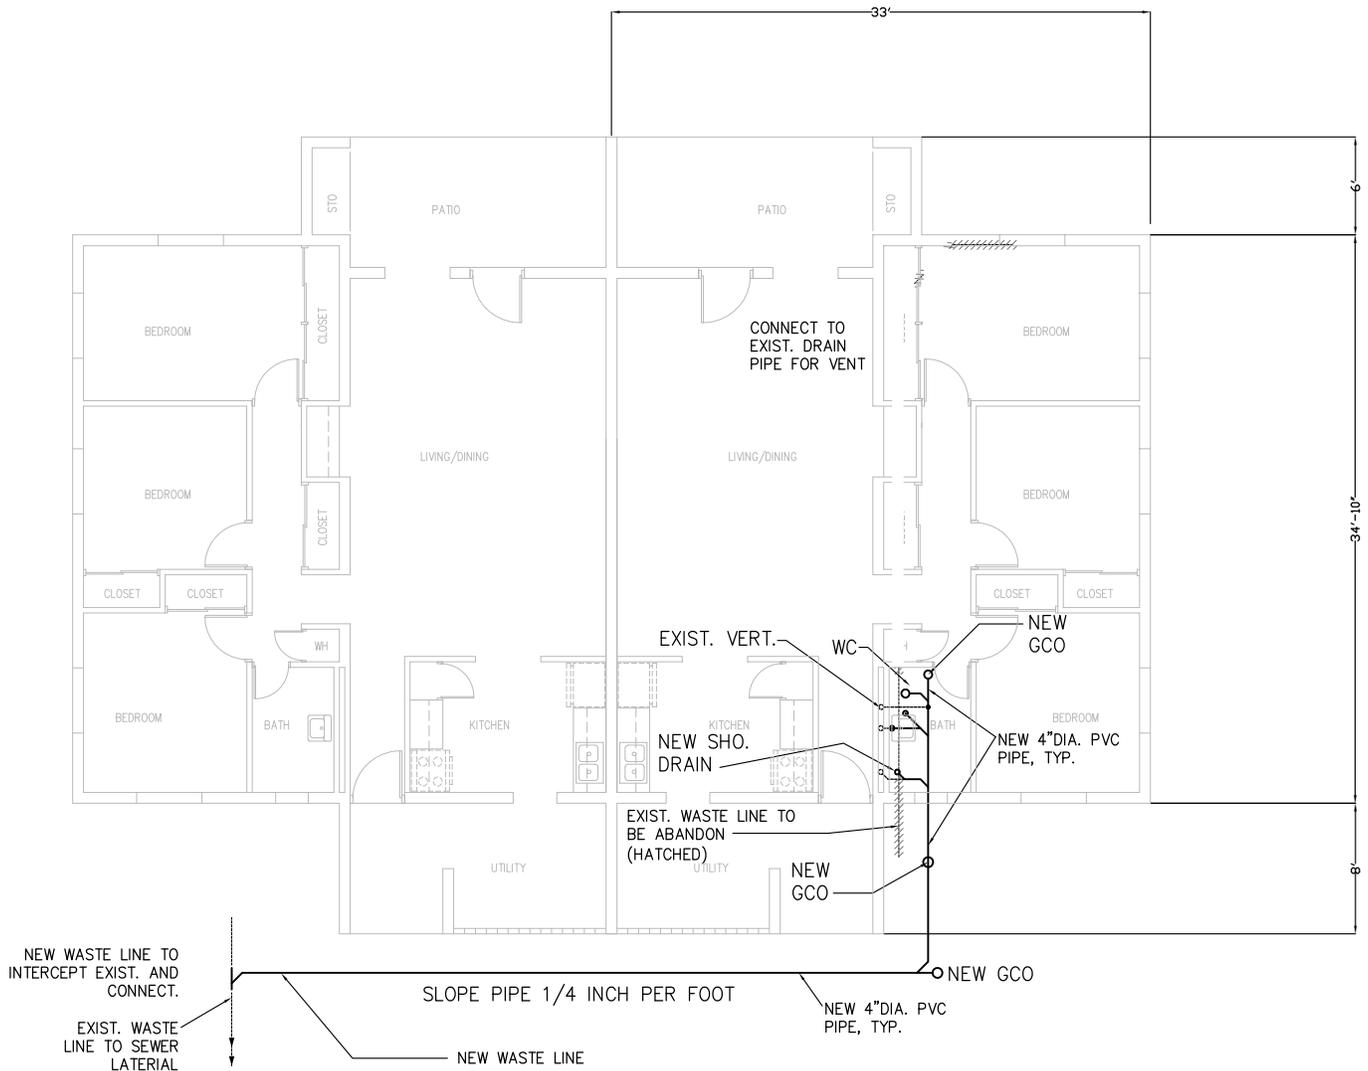 33'
6'
STO
PATIO
PATIO
STO
BEDROOM
CLOSET
CONNECT TO
EXIST. DRAIN
PIPE FOR VENT
BEDROOM
LIVING/DINING
LIVING/DINING
BEDROOM
BEDROOM
CLOSET
34'-10"
CLOSET
CLOSET
CLOSET
CLOSET
WH
EXIST. VERT.
WC
NEW
GCO
BEDROOM
BATH
KITCHEN
KITCHEN
BATH
BEDROOM
NEW SHO.
DRAIN
NEW 4"DIA. PVC
PIPE, TYP.
EXIST. WASTE LINE TO
BE ABANDON
(HATCHED)
UTILITY
UTILITY
NEW
GCO
8'
NEW WASTE LINE TO
INTERCEPT EXIST. AND
CONNECT.
NEW GCO
SLOPE PIPE 1/4 INCH PER FOOT
NEW 4"DIA. PVC
PIPE, TYP.
EXIST. WASTE
LINE TO SEWER
LATERIAL
NEW WASTE LINE